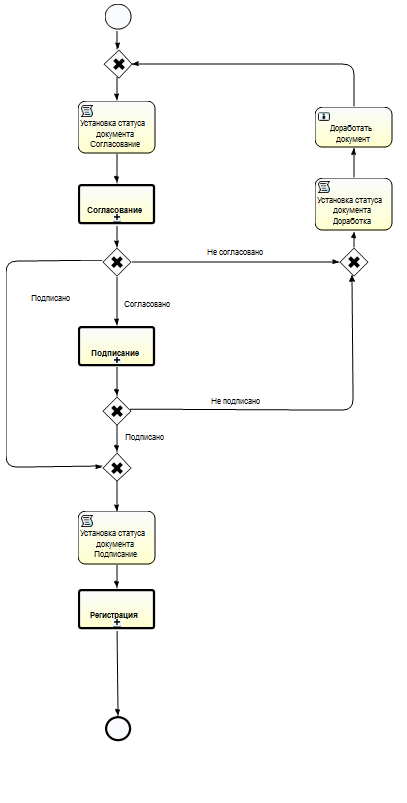 Установка статуса
документа
Согласование
Доработать
документ
Согласование
Установка статуса
документа
Доработка
Не согласовано
Подписано
Согласовано
Подписание
Не подписано
Подписано
Установка статуса
документа
Подписание
Регистрация